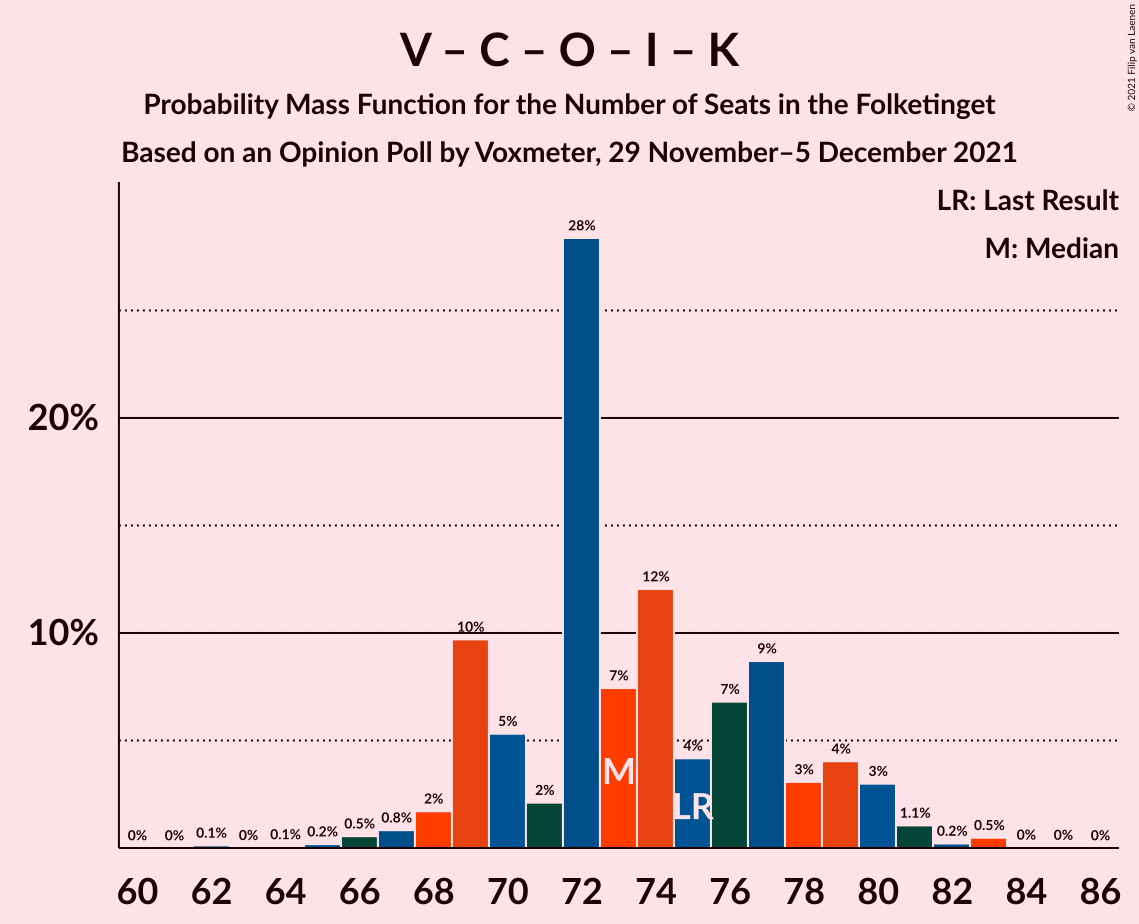 V – C – O – I – K
Probability Mass Function for the Number of Seats in the Folketinget
Based on an Opinion Poll by Voxmeter, 29 November–5 December 2021
© 2021 Filip van Laenen
LR: Last Result
M: Median
28%
20%
12%
10%
10%
9%
7%
7%
5%
4%
4%
M
3%
3%
2%
2%
LR
1.1%
0% 0% 0.1% 0% 0.1% 0.2% 0.5% 0.8% 0.2% 0.5% 0% 0% 0%
60 62 64 66 68 70 72 74 76 78 80 82 84 86